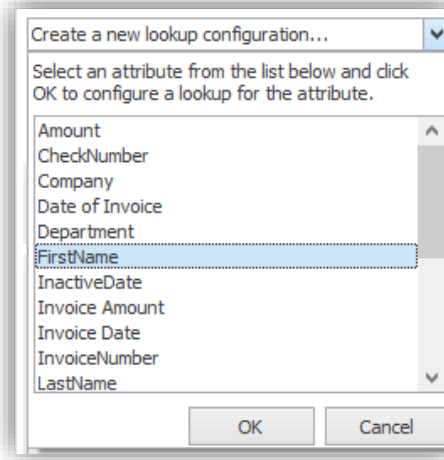 Create a new lookup configuration...
Select an attribute from the list below and click
OK to configure a lookup for the attribute.
Amount
CheckNumber
Company
Date of Invoice
Department
FirstName
InactiveDate
Invoice Amount
Invoice Date
InvoiceNumber
LastName
OK Cancel